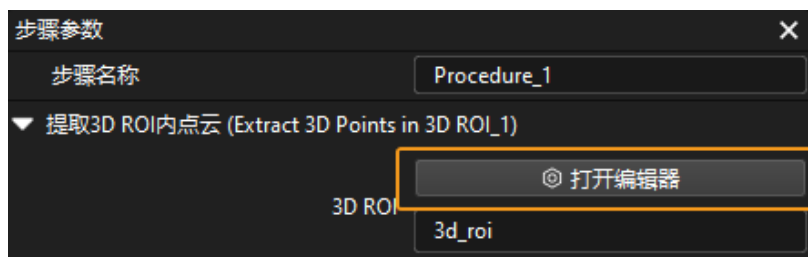 步骤参数
步骤名称 Procedure_1
提取3D ROI内点云 (Extract 3D Points in 3D ROI_1)
打开编辑器
3D ROI
3d_roi